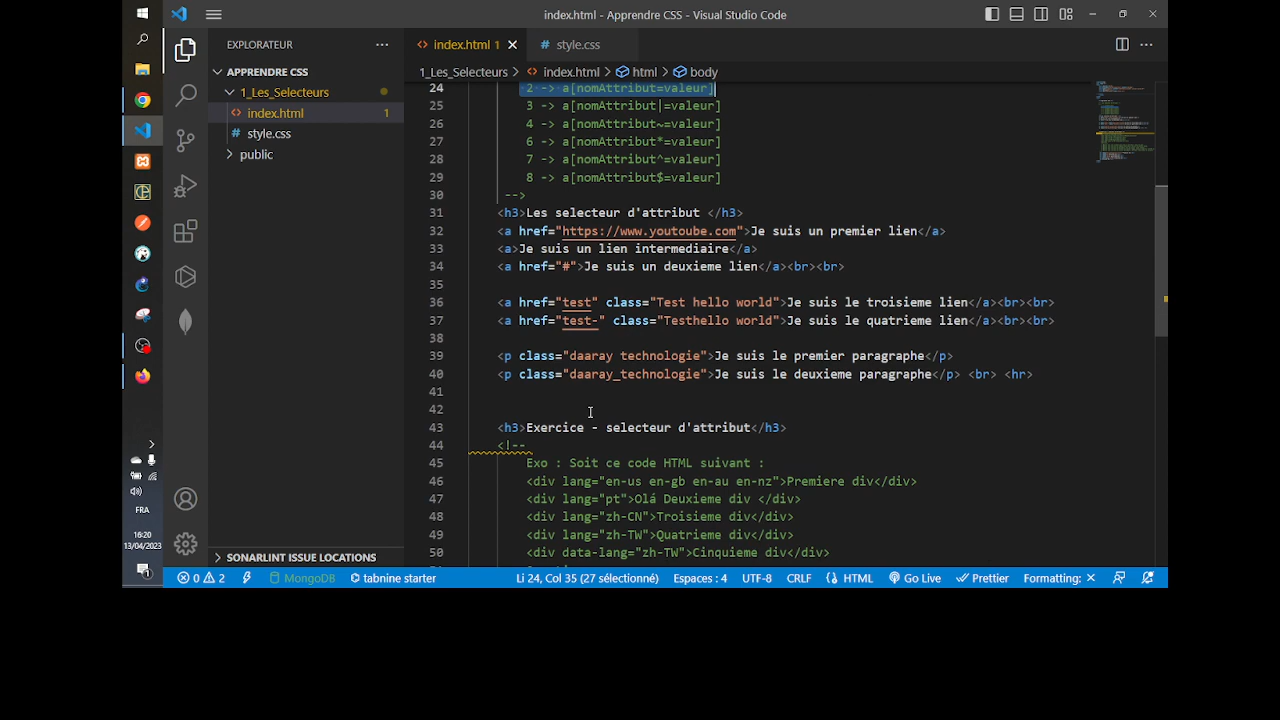 index.html - Apprendre CSS - Visual Studio Code
EXPLORATEUR
index.html 1
style.css
APPRENDRE CSS
1_Les_Selecteurs
index.html
html
body
1_Les_Selecteurs
index.html 1
style.css
public
24 2 -> a[nomAttribut=valeur]
25 3 -> a[nomAttribut|=valeur]
26 4 -> a[nomAttribut~=valeur]
27 6 -> a[nomAttribut*=valeur]
28 7 -> a[nomAttribut^=valeur]
29 8 -> a[nomAttribut$=valeur]
30 -->
31 <h3>Les selecteur d'attribut </h3>
32 <a href="https://www.youtoube.com">Je suis un premier lien</a>
33 <a>Je suis un lien intermediaire</a>
34 <a href="#">Je suis un deuxieme lien</a><br><br>
35
36 <a href="test" class="Test hello world">Je suis le troisieme lien</a><br><br>
37 <a href="test-" class="Testhello world">Je suis le quatrieme lien</a><br><br>
38
39 <p class="daaray technologie">Je suis le premier paragraphe</p>
40 <p class="daaray_technologie">Je suis le deuxieme paragraphe</p> <br> <hr>
41
42
43 <h3>Exercice - selecteur d'attribut</h3>
44 <!--
45 Exo : Soit ce code HTML suivant :
46 <div lang="en-us en-gb en-au en-nz">Premiere div</div>
47 <div lang="pt">Olá Deuxieme div </div>
48 <div lang="zh-CN">Troisieme div</div>
49 <div lang="zh-TW">Quatrieme div</div>
50 <div data-lang="zh-TW">Cinquieme div</div>
SONARLINT ISSUE LOCATIONS
FRA
16:20
13/04/2023
1
0 2
MongoDB
tabnine starter
Li 24, Col 35 (27 sélectionné)
Espaces : 4
UTF-8
CRLF
HTML
Go Live
Prettier
Formatting: ×